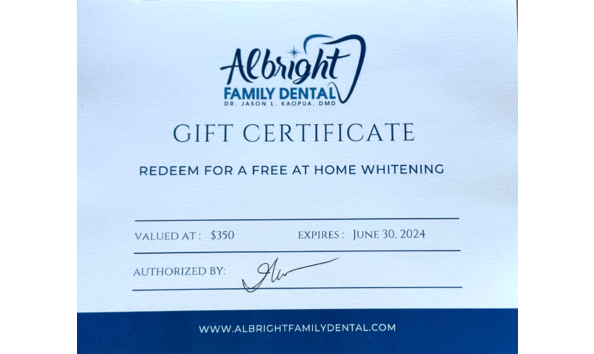 Albright
FAMILY DENTAL
DR. JASON L. KAOPUA, DMD
GIFT CERTIFICATE
REDEEM FOR A FREE AT HOME WHITENING
VALUED AT : $350 EXPIRES : JUNE 30, 2024
AUTHORIZED BY:
WWW.ALBRIGHTFAMILYDENTAL.COM